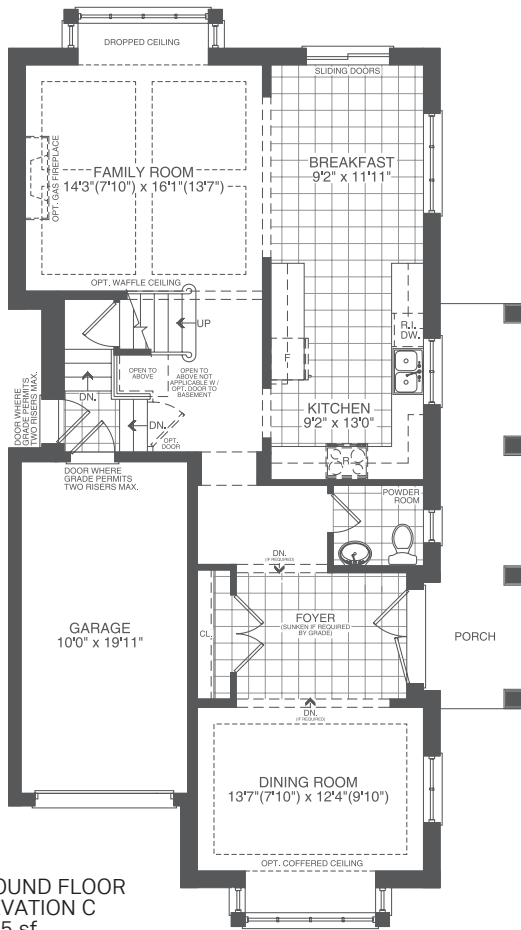 DROPPED CEILING
SLIDING DOORS
OPT. GAS FIREPLACE
FAMILY ROOM
14'3"(7'10") x 16'1"(13'7")
BREAKFAST
9'2" x 11'11"
OPT. WAFFLE CEILING
UP
OPEN TO
ABOVE
OPEN TO
ABOVE NOT
APPLICABLE W/
OPT. DOOR TO
BASEMENT
F
R.I.
DW.
DN.
DN.
OPT.
DOOR
DOOR WHERE
GRADE PERMITS
TWO RISERS MAX.
KITCHEN
9'2" x 13'0"
R
DOOR WHERE
GRADE PERMITS
TWO RISERS MAX.
POWDER
ROOM
DN.
(IF REQUIRED)
GARAGE
10'0" x 19'11"
CL.
FOYER
(SUNKEN IF REQUIRED
BY GRADE)
PORCH
DN.
(IF REQUIRED)
DINING ROOM
13'7"(7'10") x 12'4"(9'10")
OPT. COFFERED CEILING
OUND FLOOR
VATION C
5 sf